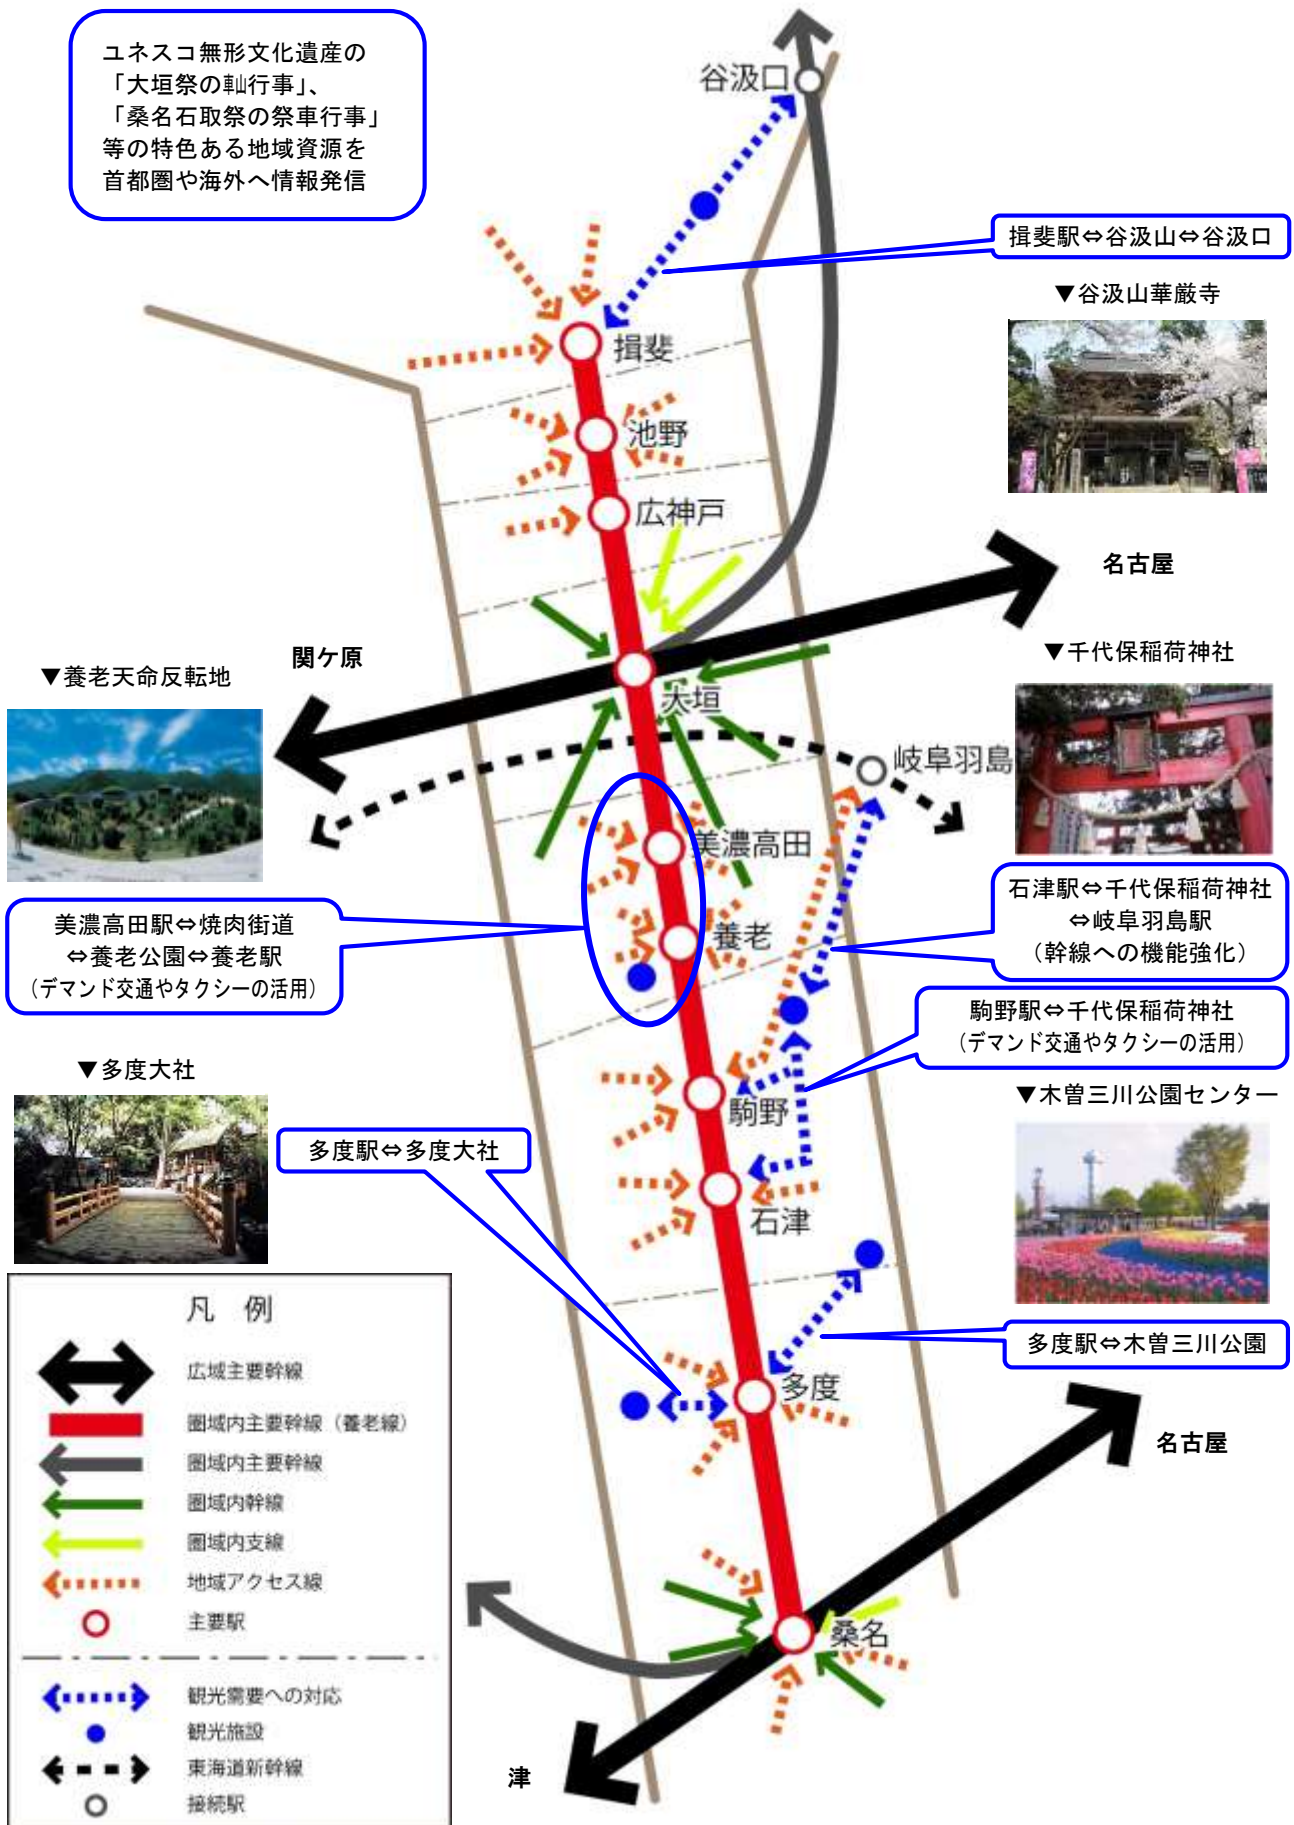 ユネスコ無形文化遺産の
「大垣祭の軕行事」、
「桑名石取祭の祭車行事」
等の特色ある地域資源を
首都圏や海外へ情報発信
谷汲口
揖斐駅⇔谷汲山⇔谷汲口
▼谷汲山華厳寺
揖斐
池野
広神戸
名古屋
関ケ原
▼養老天命反転地
▼千代保稲荷神社
大垣
岐阜羽島
美濃高田
養老
美濃高田駅⇔焼肉街道
⇔養老公園⇔養老駅
(デマンド交通やタクシーの活用)
石津駅⇔千代保稲荷神社
⇔岐阜羽島駅
(幹線への機能強化)
駒野駅⇔千代保稲荷神社
(デマンド交通やタクシーの活用)
▼多度大社
▼木曽三川公園センター
駒野
多度駅⇔多度大社
石津
多度駅⇔木曽三川公園
多度
名古屋
桑名
津
凡 例
広域主要幹線
圏域内主要幹線(養老線)
圏域内主要幹線
圏域内幹線
圏域内支線
地域アクセス線
主要駅
観光需要への対応
観光施設
東海道新幹線
接続駅